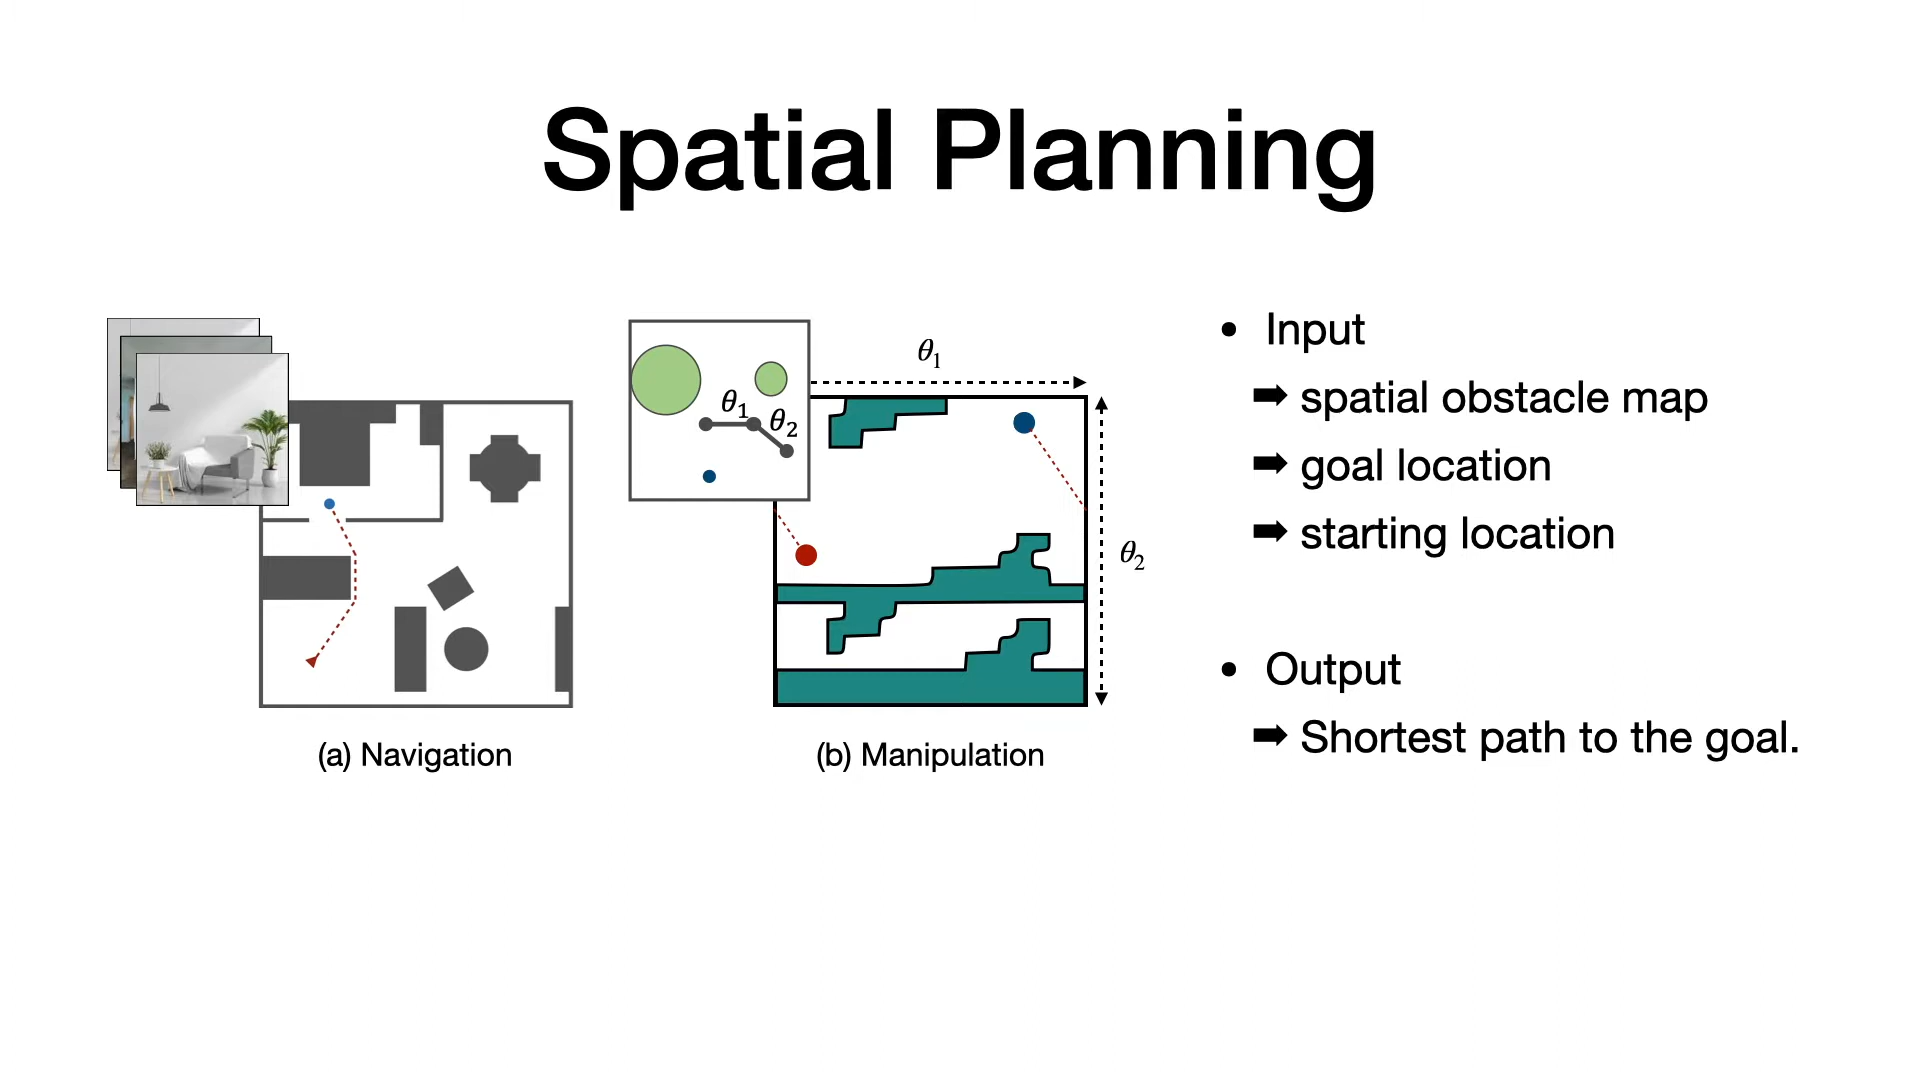 Spatial Planning
θ₁
θ₂
θ₁
θ₂
(a) Navigation
(b) Manipulation
• Input
➡ spatial obstacle map
➡ goal location
➡ starting location
• Output
➡ Shortest path to the goal.